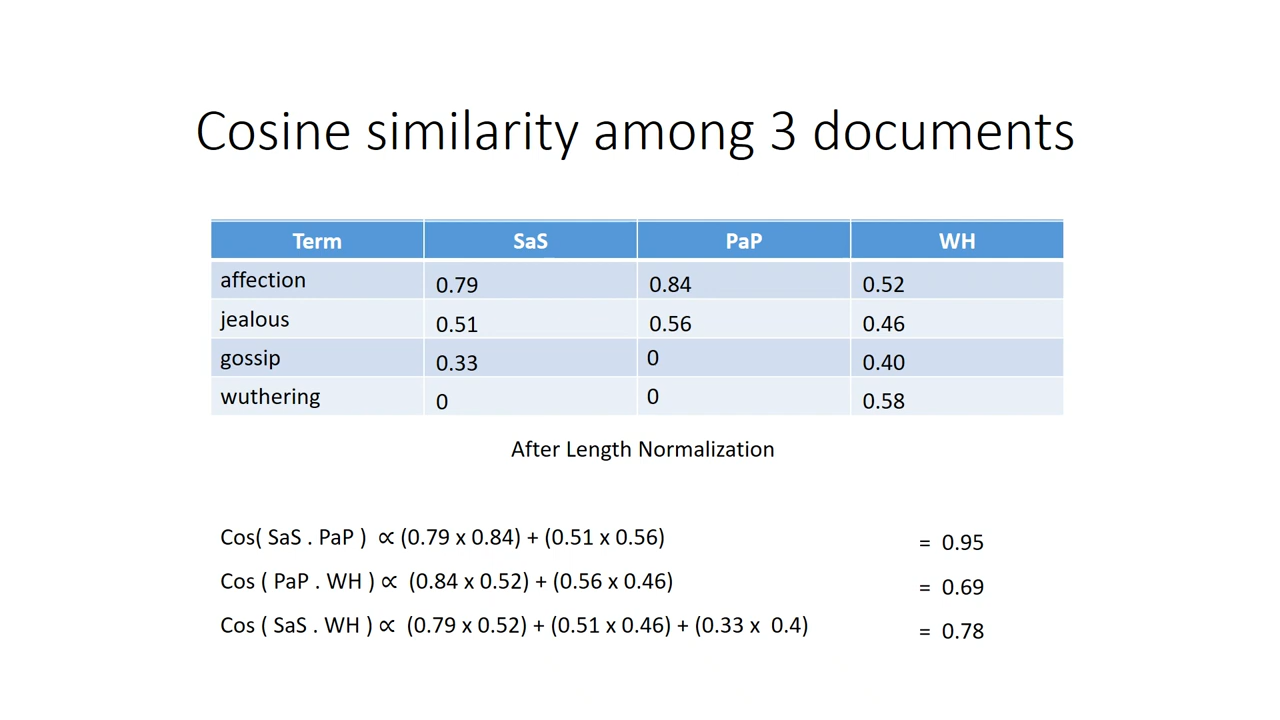 Cosine similarity among 3 documents
Term SaS PaP WH
affection 0.79 0.84 0.52
jealous 0.51 0.56 0.46
gossip 0.33 0 0.40
wuthering 0 0 0.58
After Length Normalization
Cos( SaS . PaP ) ∝ (0.79 x 0.84) + (0.51 x 0.56) = 0.95
Cos ( PaP . WH ) ∝ (0.84 x 0.52) + (0.56 x 0.46) = 0.69
Cos ( SaS . WH ) ∝ (0.79 x 0.52) + (0.51 x 0.46) + (0.33 x 0.4) = 0.78